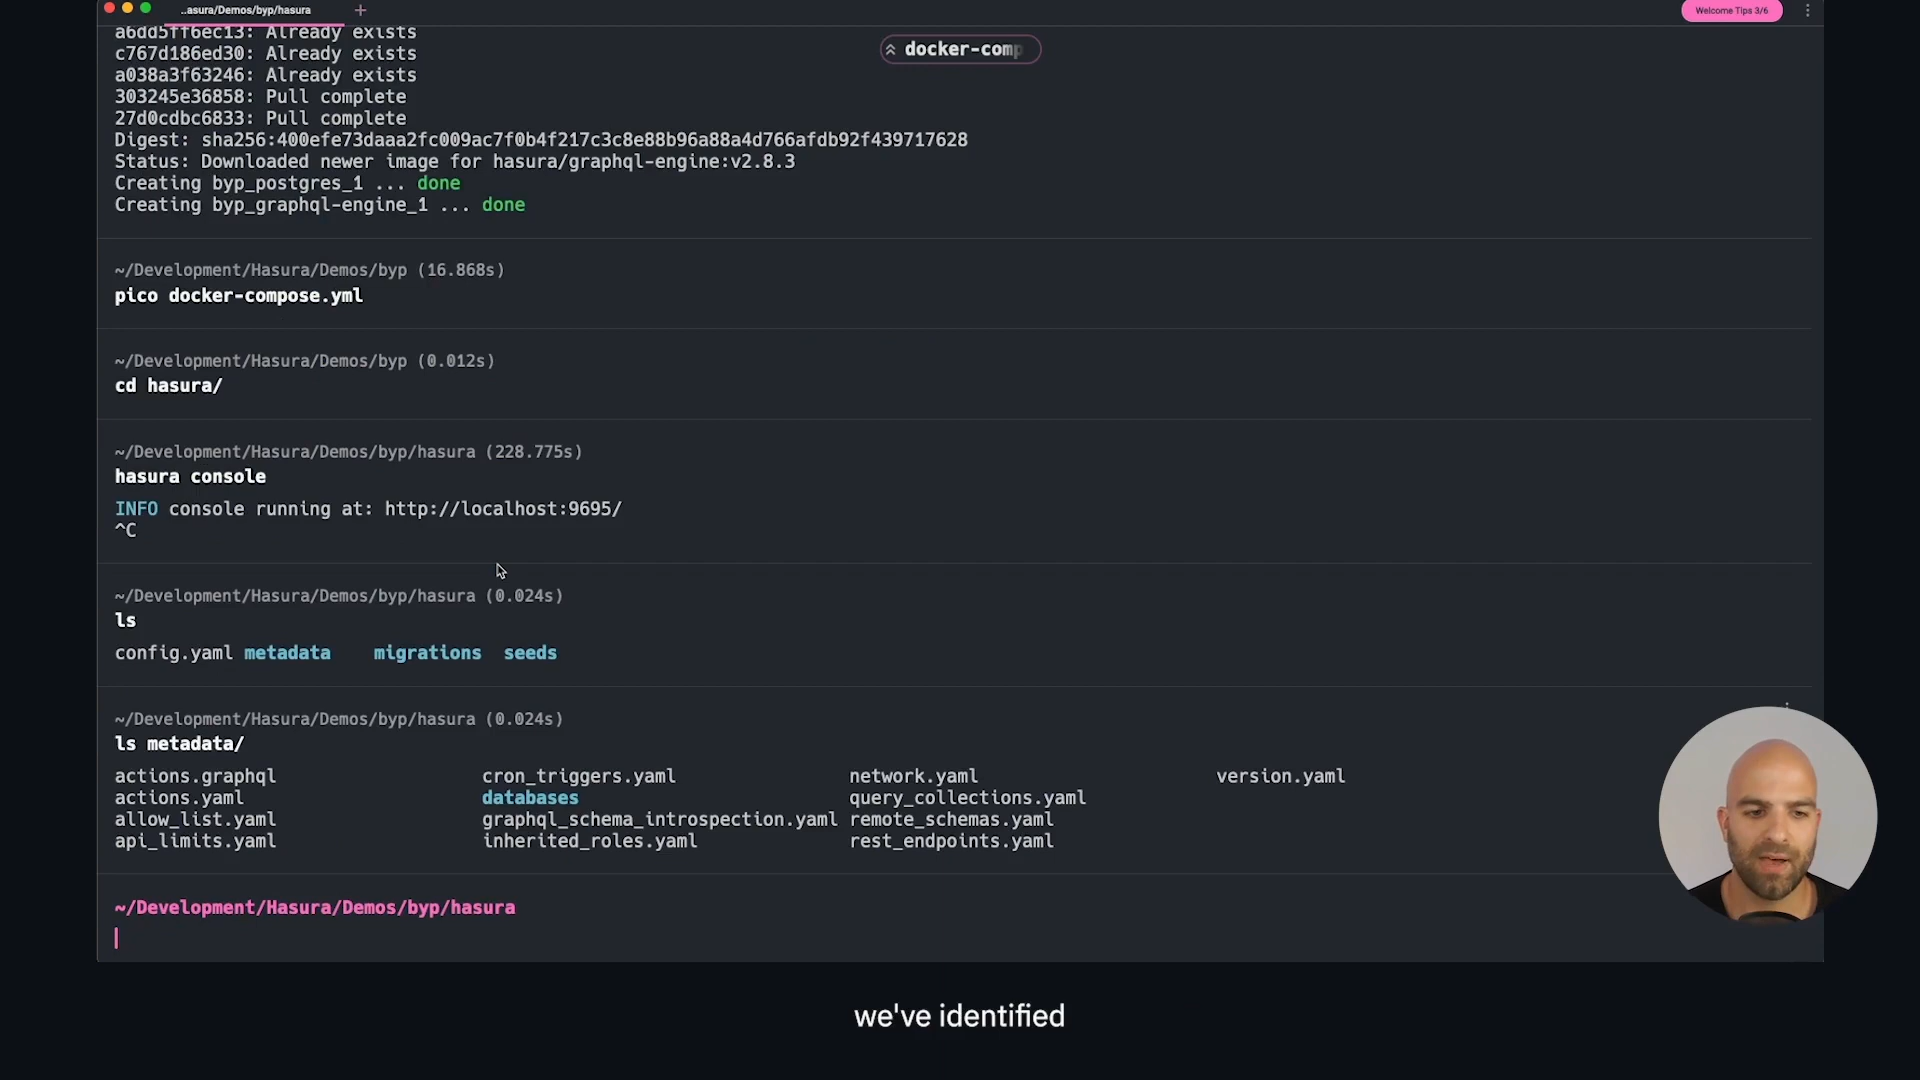 ..asura/Demos/byp/hasura
Welcome Tips 3/6
a6dd5ff6ec13: Already exists
docker-comp
c767d186ed30: Already exists
a038a3f63246: Already exists
303245e36858: Pull complete
27d0cdbc6833: Pull complete
Digest: sha256:400efe73daaa2fc009ac7f0b4f217c3c8e88b96a88a4d766afdb92f439717628
Status: Downloaded newer image for hasura/graphql-engine:v2.8.3
Creating byp_postgres_1 ... done
Creating byp_graphql-engine_1 ... done
~/Development/Hasura/Demos/byp (16.868s)
pico docker-compose.yml
~/Development/Hasura/Demos/byp (0.012s)
cd hasura/
~/Development/Hasura/Demos/byp/hasura (228.775s)
hasura console
INFO console running at: http://localhost:9695/
^C
~/Development/Hasura/Demos/byp/hasura (0.024s)
ls
config.yaml metadata migrations seeds
~/Development/Hasura/Demos/byp/hasura (0.024s)
ls metadata/
actions.graphql cron_triggers.yaml network.yaml version.yaml
actions.yaml databases query_collections.yaml
allow_list.yaml graphql_schema_introspection.yaml remote_schemas.yaml
api_limits.yaml inherited_roles.yaml rest_endpoints.yaml
~/Development/Hasura/Demos/byp/hasura
we've identified